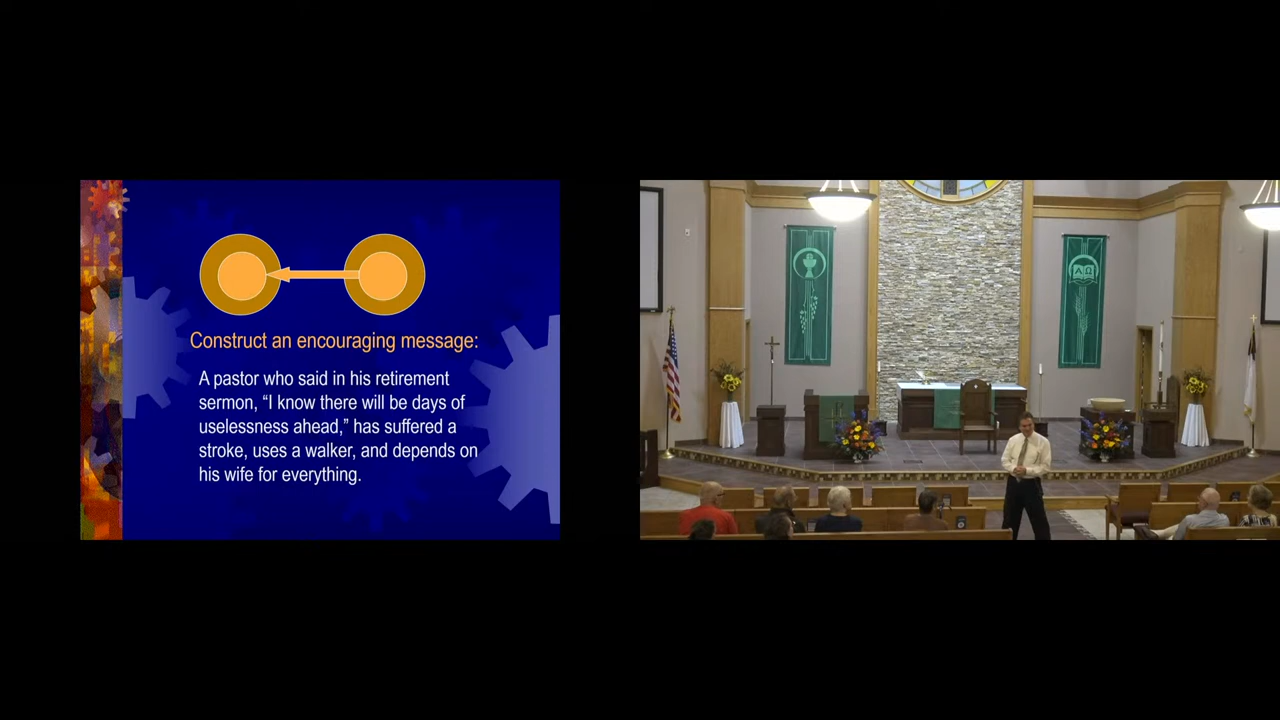 Construct an encouraging message:
A pastor who said in his retirement
sermon, “I know there will be days of
uselessness ahead,” has suffered a
stroke, uses a walker, and depends on
his wife for everything.